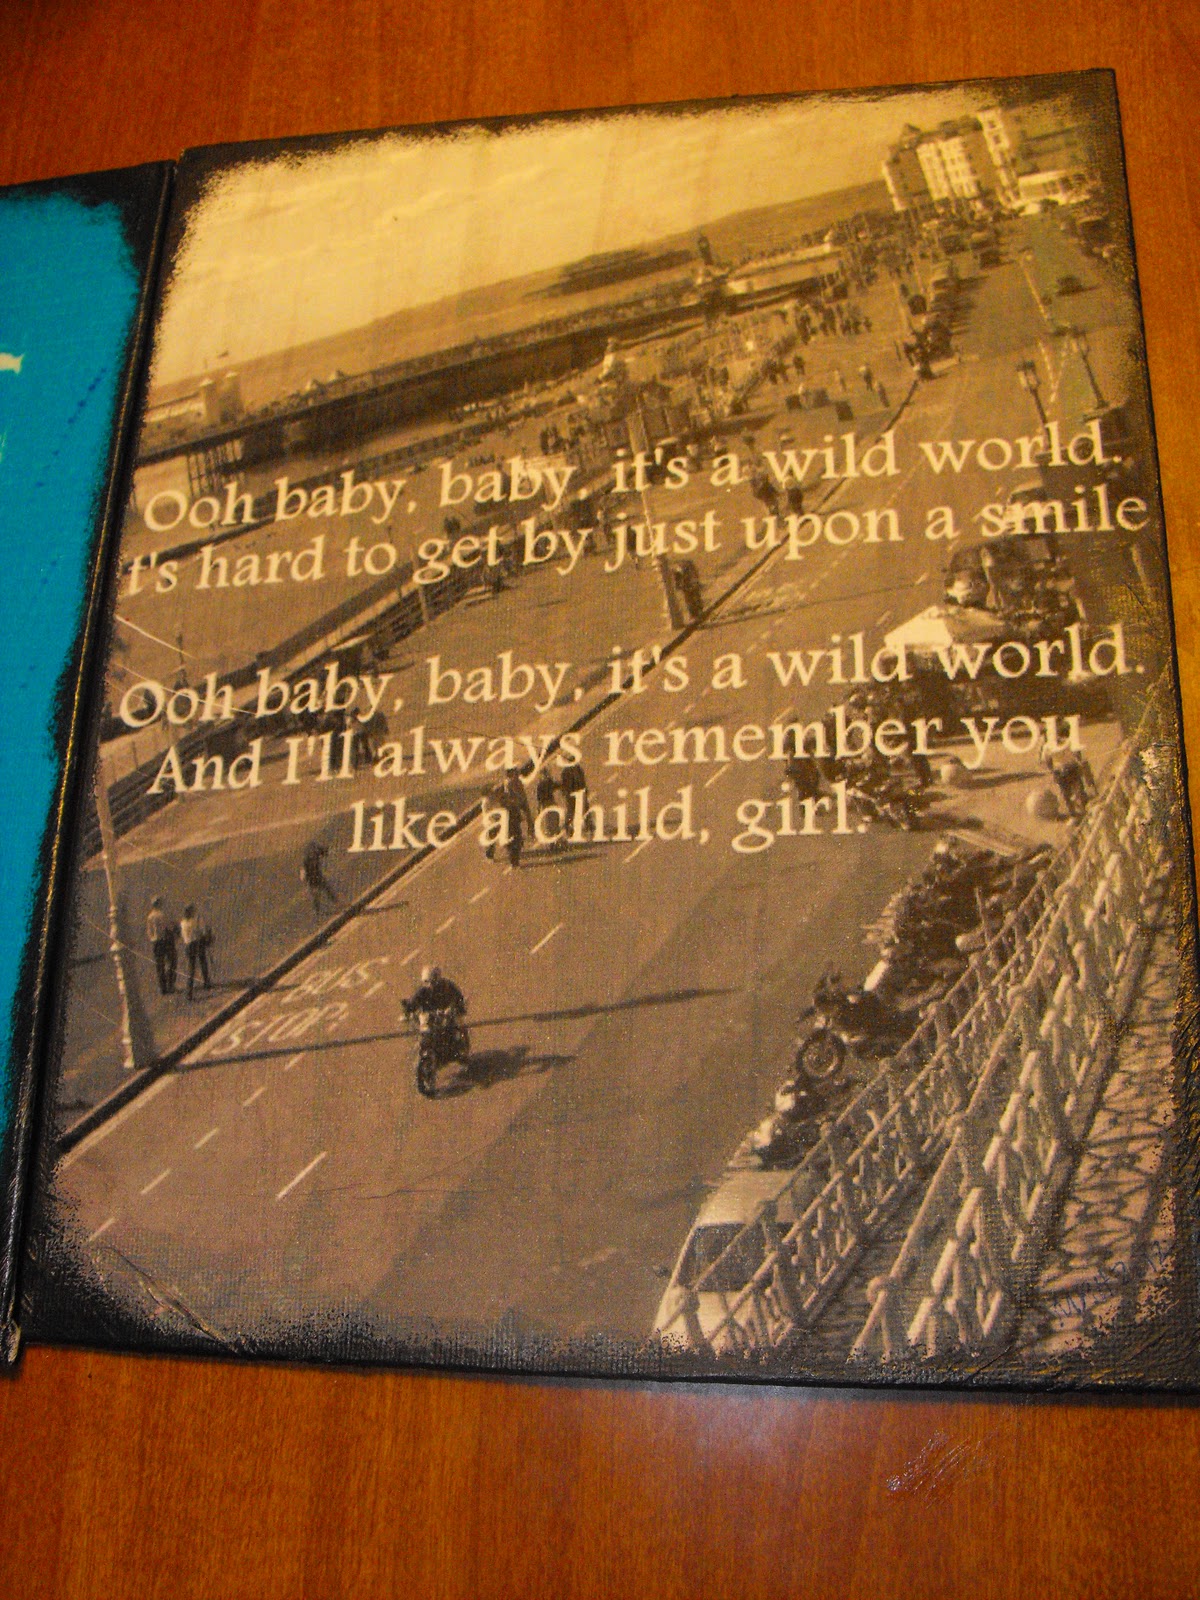 Ooh baby, baby, it's a wild world.
t's hard to get by just upon a smile
Ooh baby, baby, it's a wild world.
And I'll always remember you
like a child, girl.
BUS
STOP